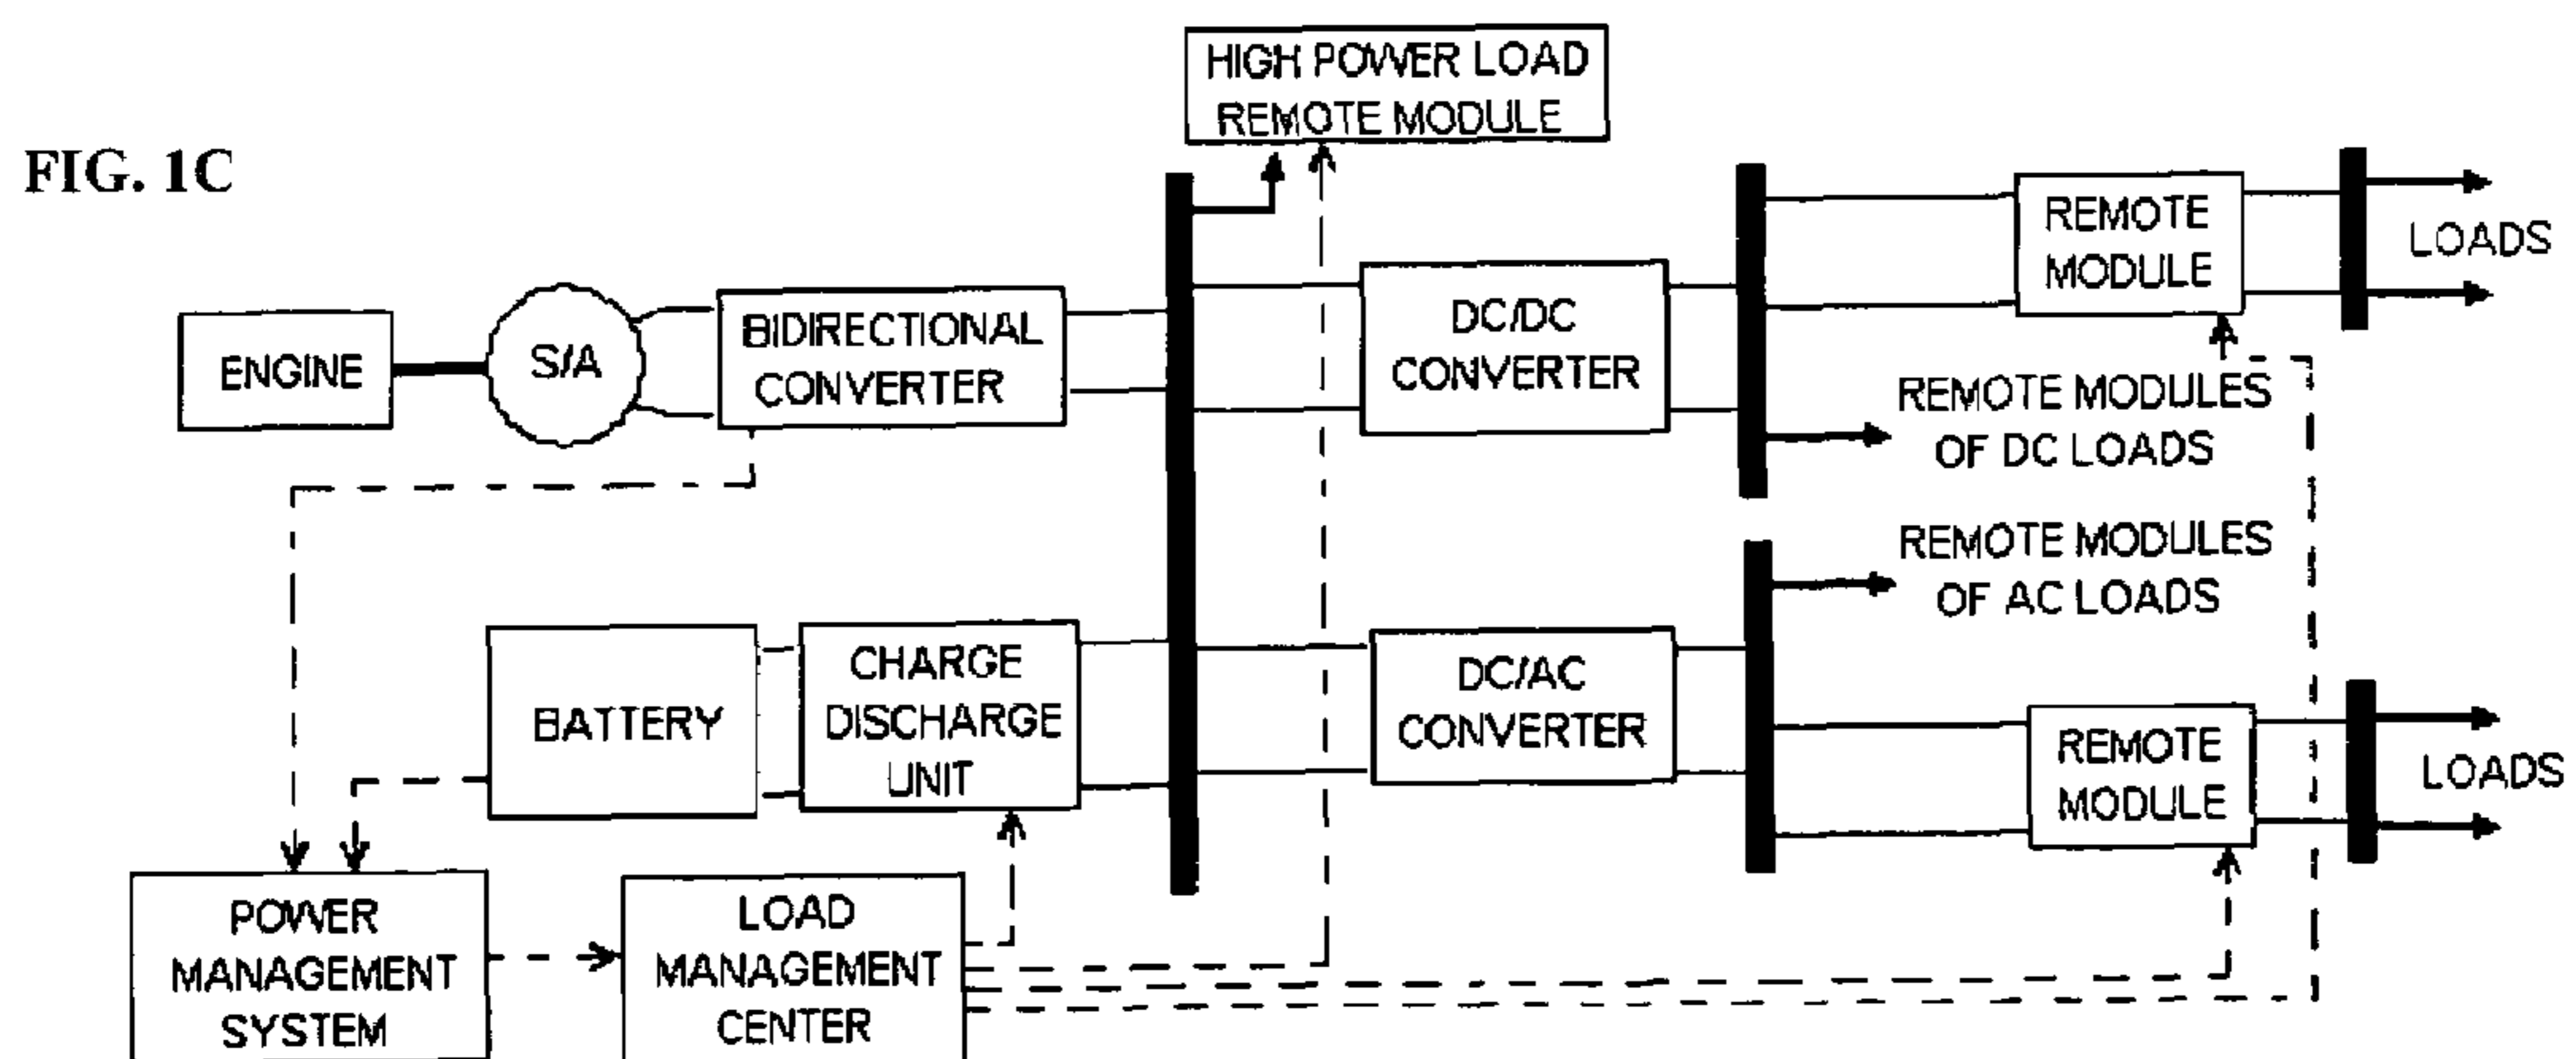 FIG. 1C
HIGH POWER LOAD
REMOTE MODULE
ENGINE
S/A
BIDIRECTIONAL
CONVERTER
DC/DC
CONVERTER
REMOTE
MODULE
LOADS
REMOTE MODULES
OF DC LOADS
REMOTE MODULES
OF AC LOADS
BATTERY
CHARGE
DISCHARGE
UNIT
DC/AC
CONVERTER
REMOTE
MODULE
LOADS
POWER
MANAGEMENT
SYSTEM
LOAD
MANAGEMENT
CENTER